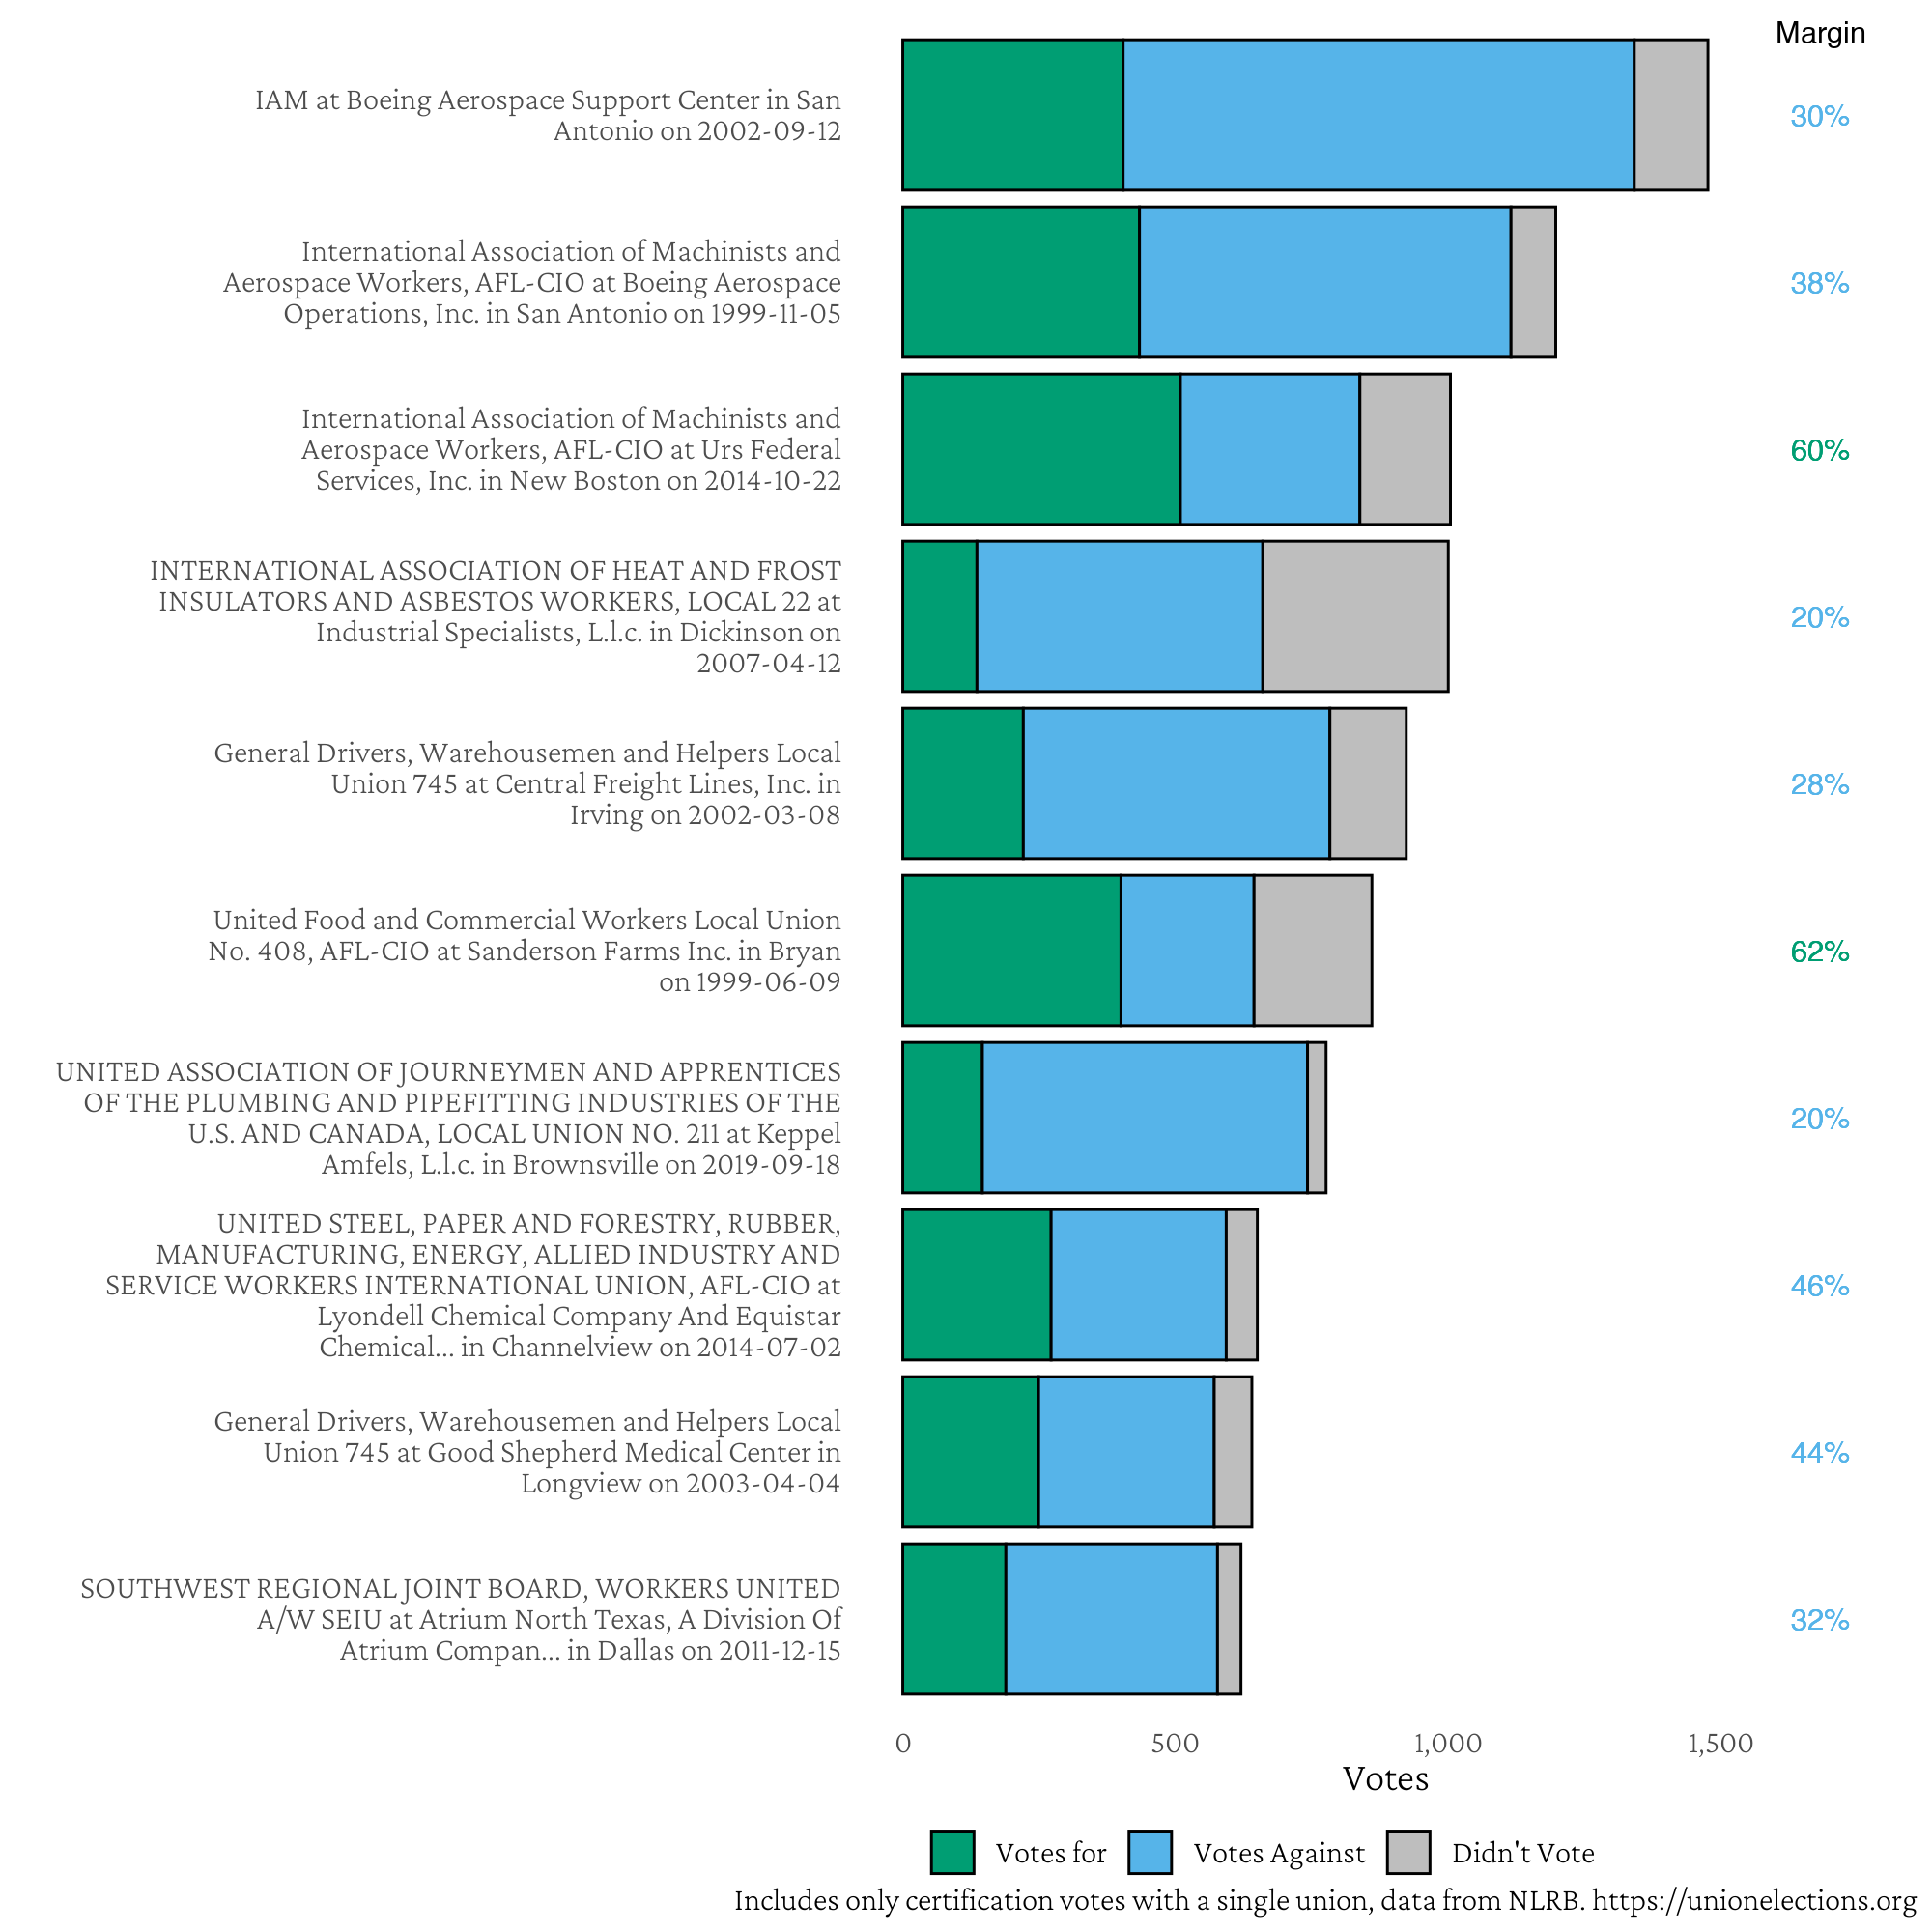 Margin
IAM at Boeing Aerospace Support Center in San
Antonio on 2002-09-12
30%
International Association of Machinists and
Aerospace Workers, AFL-CIO at Boeing Aerospace
Operations, Inc. in San Antonio on 1999-11-05
38%
International Association of Machinists and
Aerospace Workers, AFL-CIO at Urs Federal
Services, Inc. in New Boston on 2014-10-22
60%
INTERNATIONAL ASSOCIATION OF HEAT AND FROST
INSULATORS AND ASBESTOS WORKERS, LOCAL 22 at
Industrial Specialists, L.l.c. in Dickinson on
2007-04-12
20%
General Drivers, Warehousemen and Helpers Local
Union 745 at Central Freight Lines, Inc. in
Irving on 2002-03-08
28%
United Food and Commercial Workers Local Union
No. 408, AFL-CIO at Sanderson Farms Inc. in Bryan
on 1999-06-09
62%
UNITED ASSOCIATION OF JOURNEYMEN AND APPRENTICES
OF THE PLUMBING AND PIPEFITTING INDUSTRIES OF THE
U.S. AND CANADA, LOCAL UNION NO. 211 at Keppel
Amfels, L.l.c. in Brownsville on 2019-09-18
20%
UNITED STEEL, PAPER AND FORESTRY, RUBBER,
MANUFACTURING, ENERGY, ALLIED INDUSTRY AND
SERVICE WORKERS INTERNATIONAL UNION, AFL-CIO at
Lyondell Chemical Company And Equistar
Chemical... in Channelview on 2014-07-02
46%
General Drivers, Warehousemen and Helpers Local
Union 745 at Good Shepherd Medical Center in
Longview on 2003-04-04
44%
SOUTHWEST REGIONAL JOINT BOARD, WORKERS UNITED
A/W SEIU at Atrium North Texas, A Division Of
Atrium Compan... in Dallas on 2011-12-15
32%
0 500 1,000 1,500
Votes
Votes for Votes Against Didn't Vote
Includes only certification votes with a single union, data from NLRB. https://unionelections.org